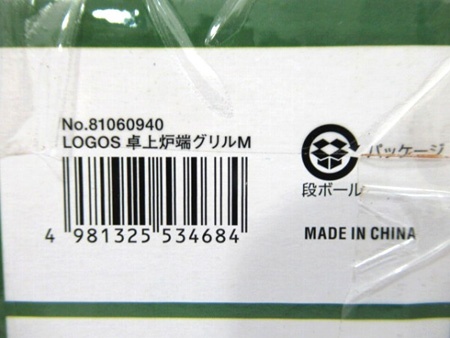 No.81060940
LOGOS 卓上炉端グリルM
4 981325 534684
パッケージ
段ボール
MADE IN CHINA